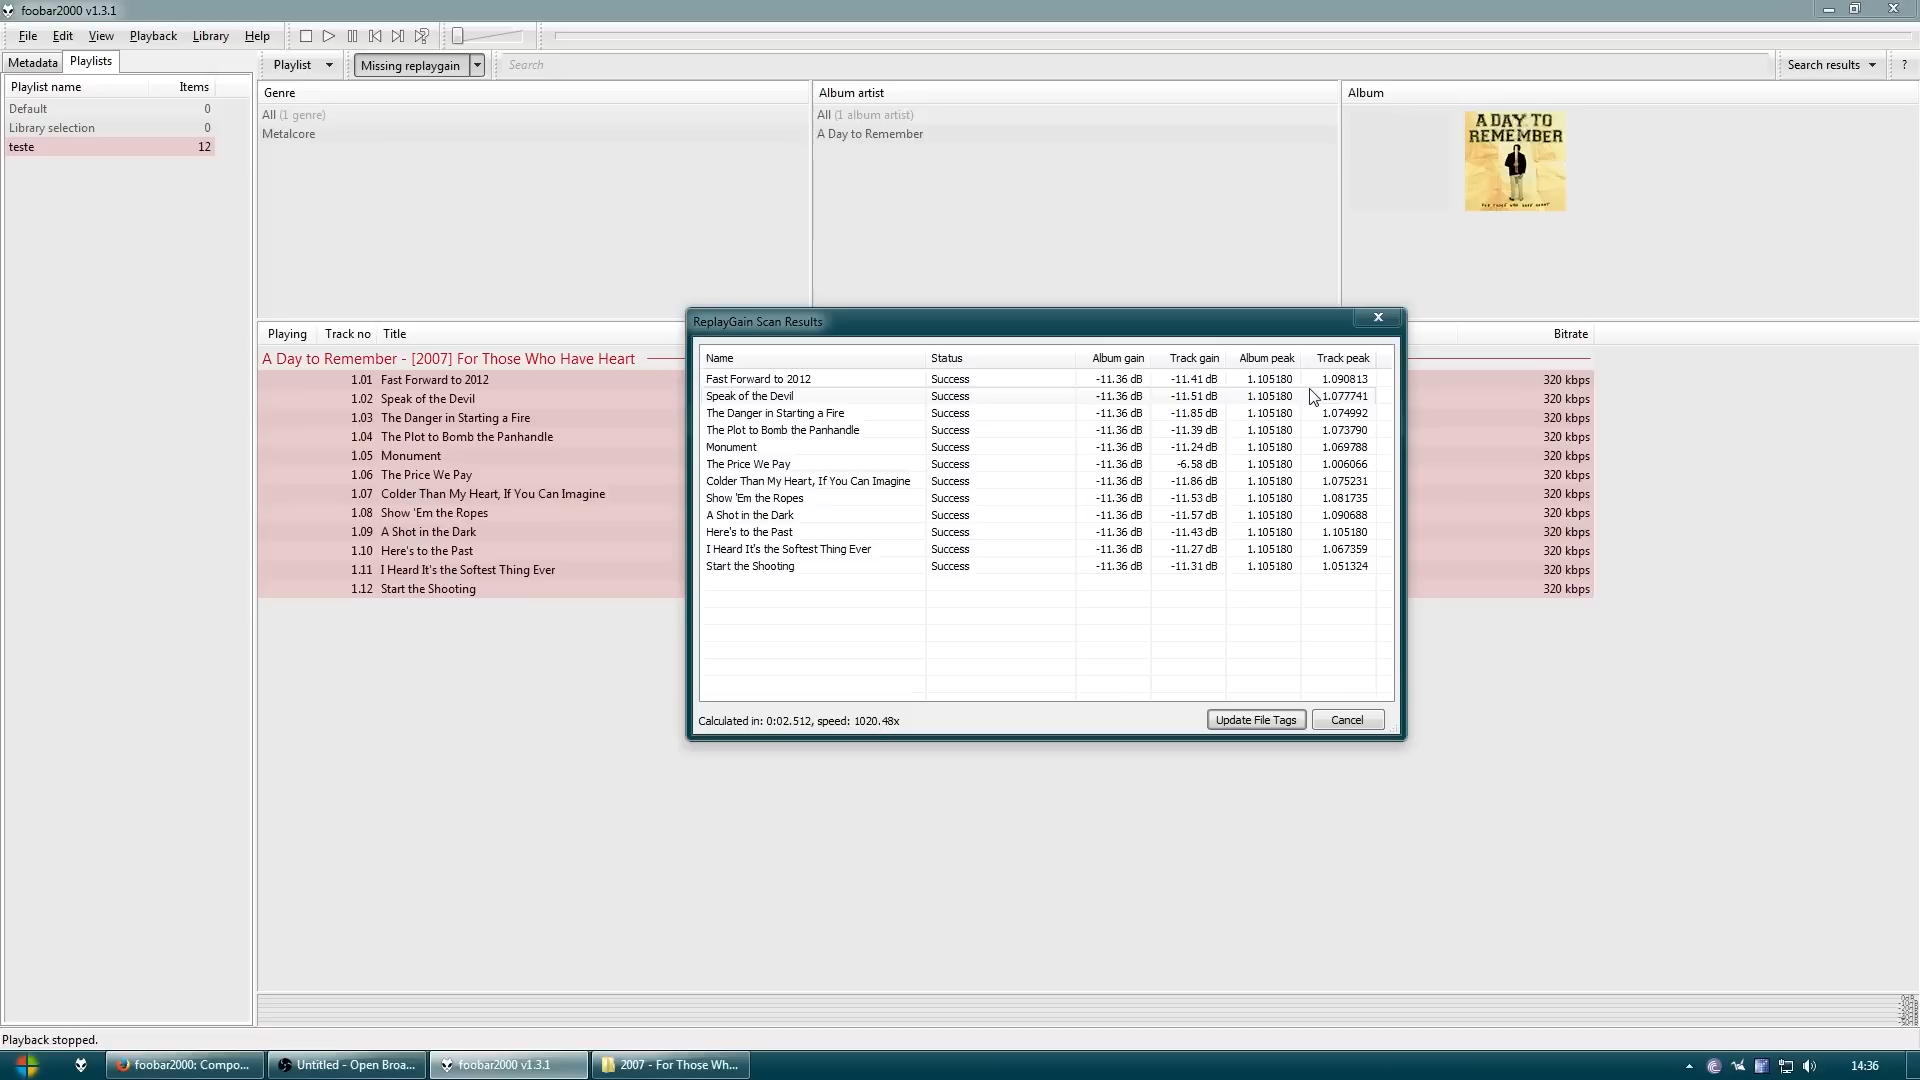 foobar2000 v1.3.1
File Edit View Playback Library Help
Metadata Playlists
Playlist Missing replaygain Search Search results ?
Playlist name Items
Default 0
Library selection 0
teste 12
Genre
All (1 genre)
Metalcore
Album artist
All (1 album artist)
A Day to Remember
Album
A DAY TO
REMEMBER
FOR THOSE WHO HAVE HEART
Playing Track no Title Bitrate
A Day to Remember - [2007] For Those Who Have Heart
1.01 Fast Forward to 2012 320 kbps
1.02 Speak of the Devil 320 kbps
1.03 The Danger in Starting a Fire 320 kbps
1.04 The Plot to Bomb the Panhandle 320 kbps
1.05 Monument 320 kbps
1.06 The Price We Pay 320 kbps
1.07 Colder Than My Heart, If You Can Imagine 320 kbps
1.08 Show 'Em the Ropes 320 kbps
1.09 A Shot in the Dark 320 kbps
1.10 Here's to the Past 320 kbps
1.11 I Heard It's the Softest Thing Ever 320 kbps
1.12 Start the Shooting 320 kbps
ReplayGain Scan Results
Name Status Album gain Track gain Album peak Track peak
Fast Forward to 2012 Success -11.36 dB -11.41 dB 1.105180 1.090813
Speak of the Devil Success -11.36 dB -11.51 dB 1.105180 1.077741
The Danger in Starting a Fire Success -11.36 dB -11.85 dB 1.105180 1.074992
The Plot to Bomb the Panhandle Success -11.36 dB -11.39 dB 1.105180 1.073790
Monument Success -11.36 dB -11.24 dB 1.105180 1.069788
The Price We Pay Success -11.36 dB -6.58 dB 1.105180 1.006066
Colder Than My Heart, If You Can Imagine Success -11.36 dB -11.86 dB 1.105180 1.075231
Show 'Em the Ropes Success -11.36 dB -11.53 dB 1.105180 1.081735
A Shot in the Dark Success -11.36 dB -11.57 dB 1.105180 1.090688
Here's to the Past Success -11.36 dB -11.43 dB 1.105180 1.105180
I Heard It's the Softest Thing Ever Success -11.36 dB -11.27 dB 1.105180 1.067359
Start the Shooting Success -11.36 dB -11.31 dB 1.105180 1.051324
Calculated in: 0:02.512, speed: 1020.48x Update File Tags Cancel
Playback stopped.
foobar2000: Compo... Untitled - Open Broa... foobar2000 v1.3.1 2007 - For Those Wh... 14:36